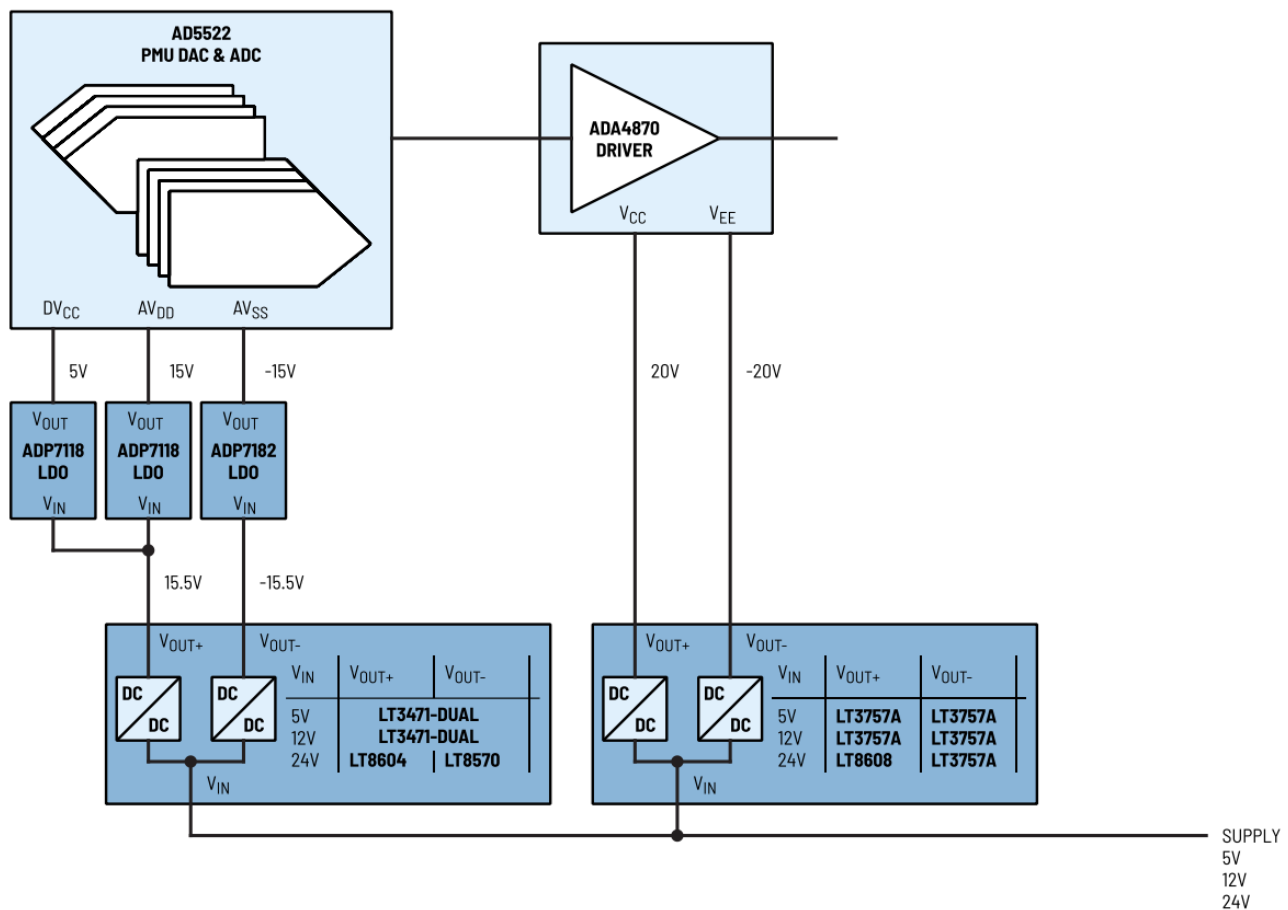 AD5522
PMU DAC & ADC
ADA4870
DRIVER
VCC
VEE
DVCC
AVDD
AVSS
5V
15V
-15V
20V
-20V
VOUT
ADP7118
LDO
VIN
VOUT
ADP7118
LDO
VIN
VOUT
ADP7182
LDO
VIN
15.5V
-15.5V
VOUT+
VOUT-
DC
DC
DC
DC
VIN
VIN VOUT+ VOUT-
5V LT3471-DUAL
12V LT3471-DUAL
24V LT8604 LT8570
VOUT+
VOUT-
DC
DC
DC
DC
VIN
VIN VOUT+ VOUT-
5V LT3757A LT3757A
12V LT3757A LT3757A
24V LT8608 LT3757A
SUPPLY
5V
12V
24V